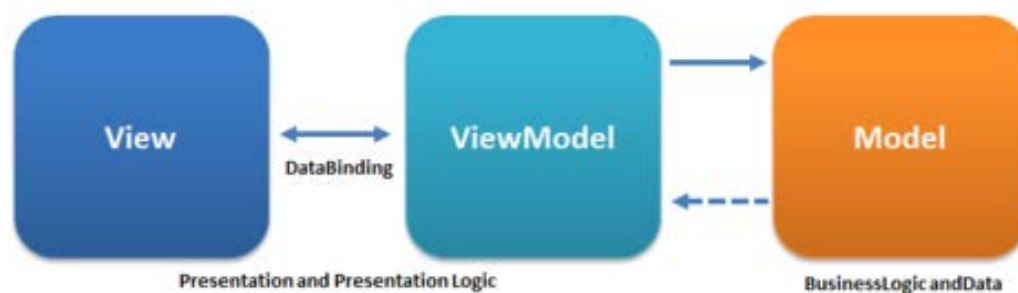 View
ViewModel
Model
DataBinding
Presentation and Presentation Logic
BusinessLogic andData